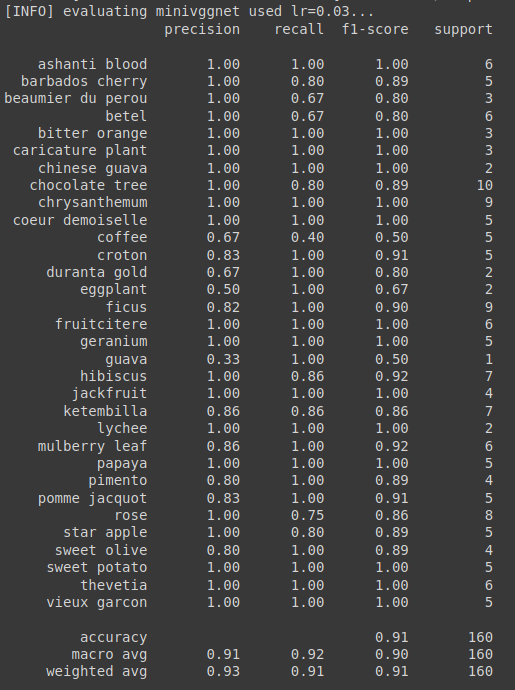 [INFO] evaluating minivggnet used lr=0.03...
precision recall f1-score support
ashanti blood 1.00 1.00 1.00 6
barbados cherry 1.00 0.80 0.89 5
beaumier du perou 1.00 0.67 0.80 3
betel 1.00 0.67 0.80 6
bitter orange 1.00 1.00 1.00 3
caricature plant 1.00 1.00 1.00 3
chinese guava 1.00 1.00 1.00 2
chocolate tree 1.00 0.80 0.89 10
chrysanthemum 1.00 1.00 1.00 9
coeur demoiselle 1.00 1.00 1.00 5
coffee 0.67 0.40 0.50 5
croton 0.83 1.00 0.91 5
duranta gold 0.67 1.00 0.80 2
eggplant 0.50 1.00 0.67 2
ficus 0.82 1.00 0.90 9
fruitcitere 1.00 1.00 1.00 6
geranium 1.00 1.00 1.00 5
guava 0.33 1.00 0.50 1
hibiscus 1.00 0.86 0.92 7
jackfruit 1.00 1.00 1.00 4
ketembilla 0.86 0.86 0.86 7
lychee 1.00 1.00 1.00 2
mulberry leaf 0.86 1.00 0.92 6
papaya 1.00 1.00 1.00 5
pimento 0.80 1.00 0.89 4
pomme jacquot 0.83 1.00 0.91 5
rose 1.00 0.75 0.86 8
star apple 1.00 0.80 0.89 5
sweet olive 0.80 1.00 0.89 4
sweet potato 1.00 1.00 1.00 5
thevetia 1.00 1.00 1.00 6
vieux garcon 1.00 1.00 1.00 5
accuracy 0.91 160
macro avg 0.91 0.92 0.90 160
weighted avg 0.93 0.91 0.91 160